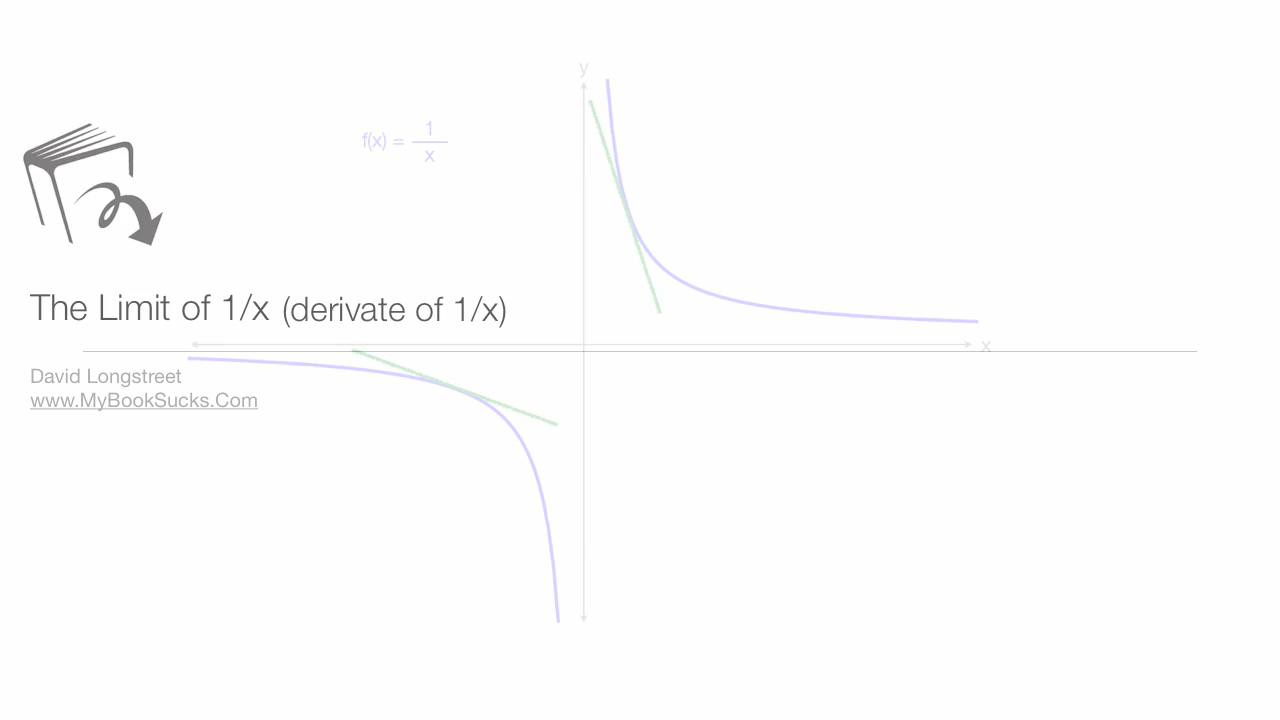 y
f(x) = 1
x
The Limit of 1/x (derivate of 1/x)
x
David Longstreet
www.MyBookSucks.Com